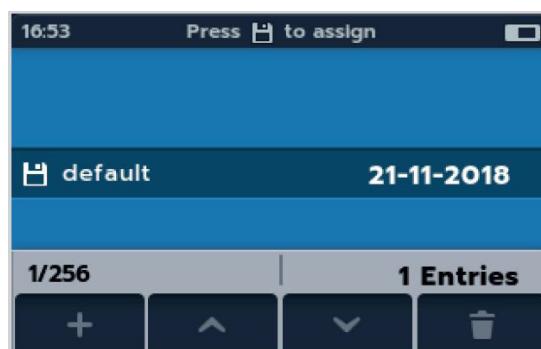 16:53 Press to assign
default 21-11-2018
1/256 1 Entries